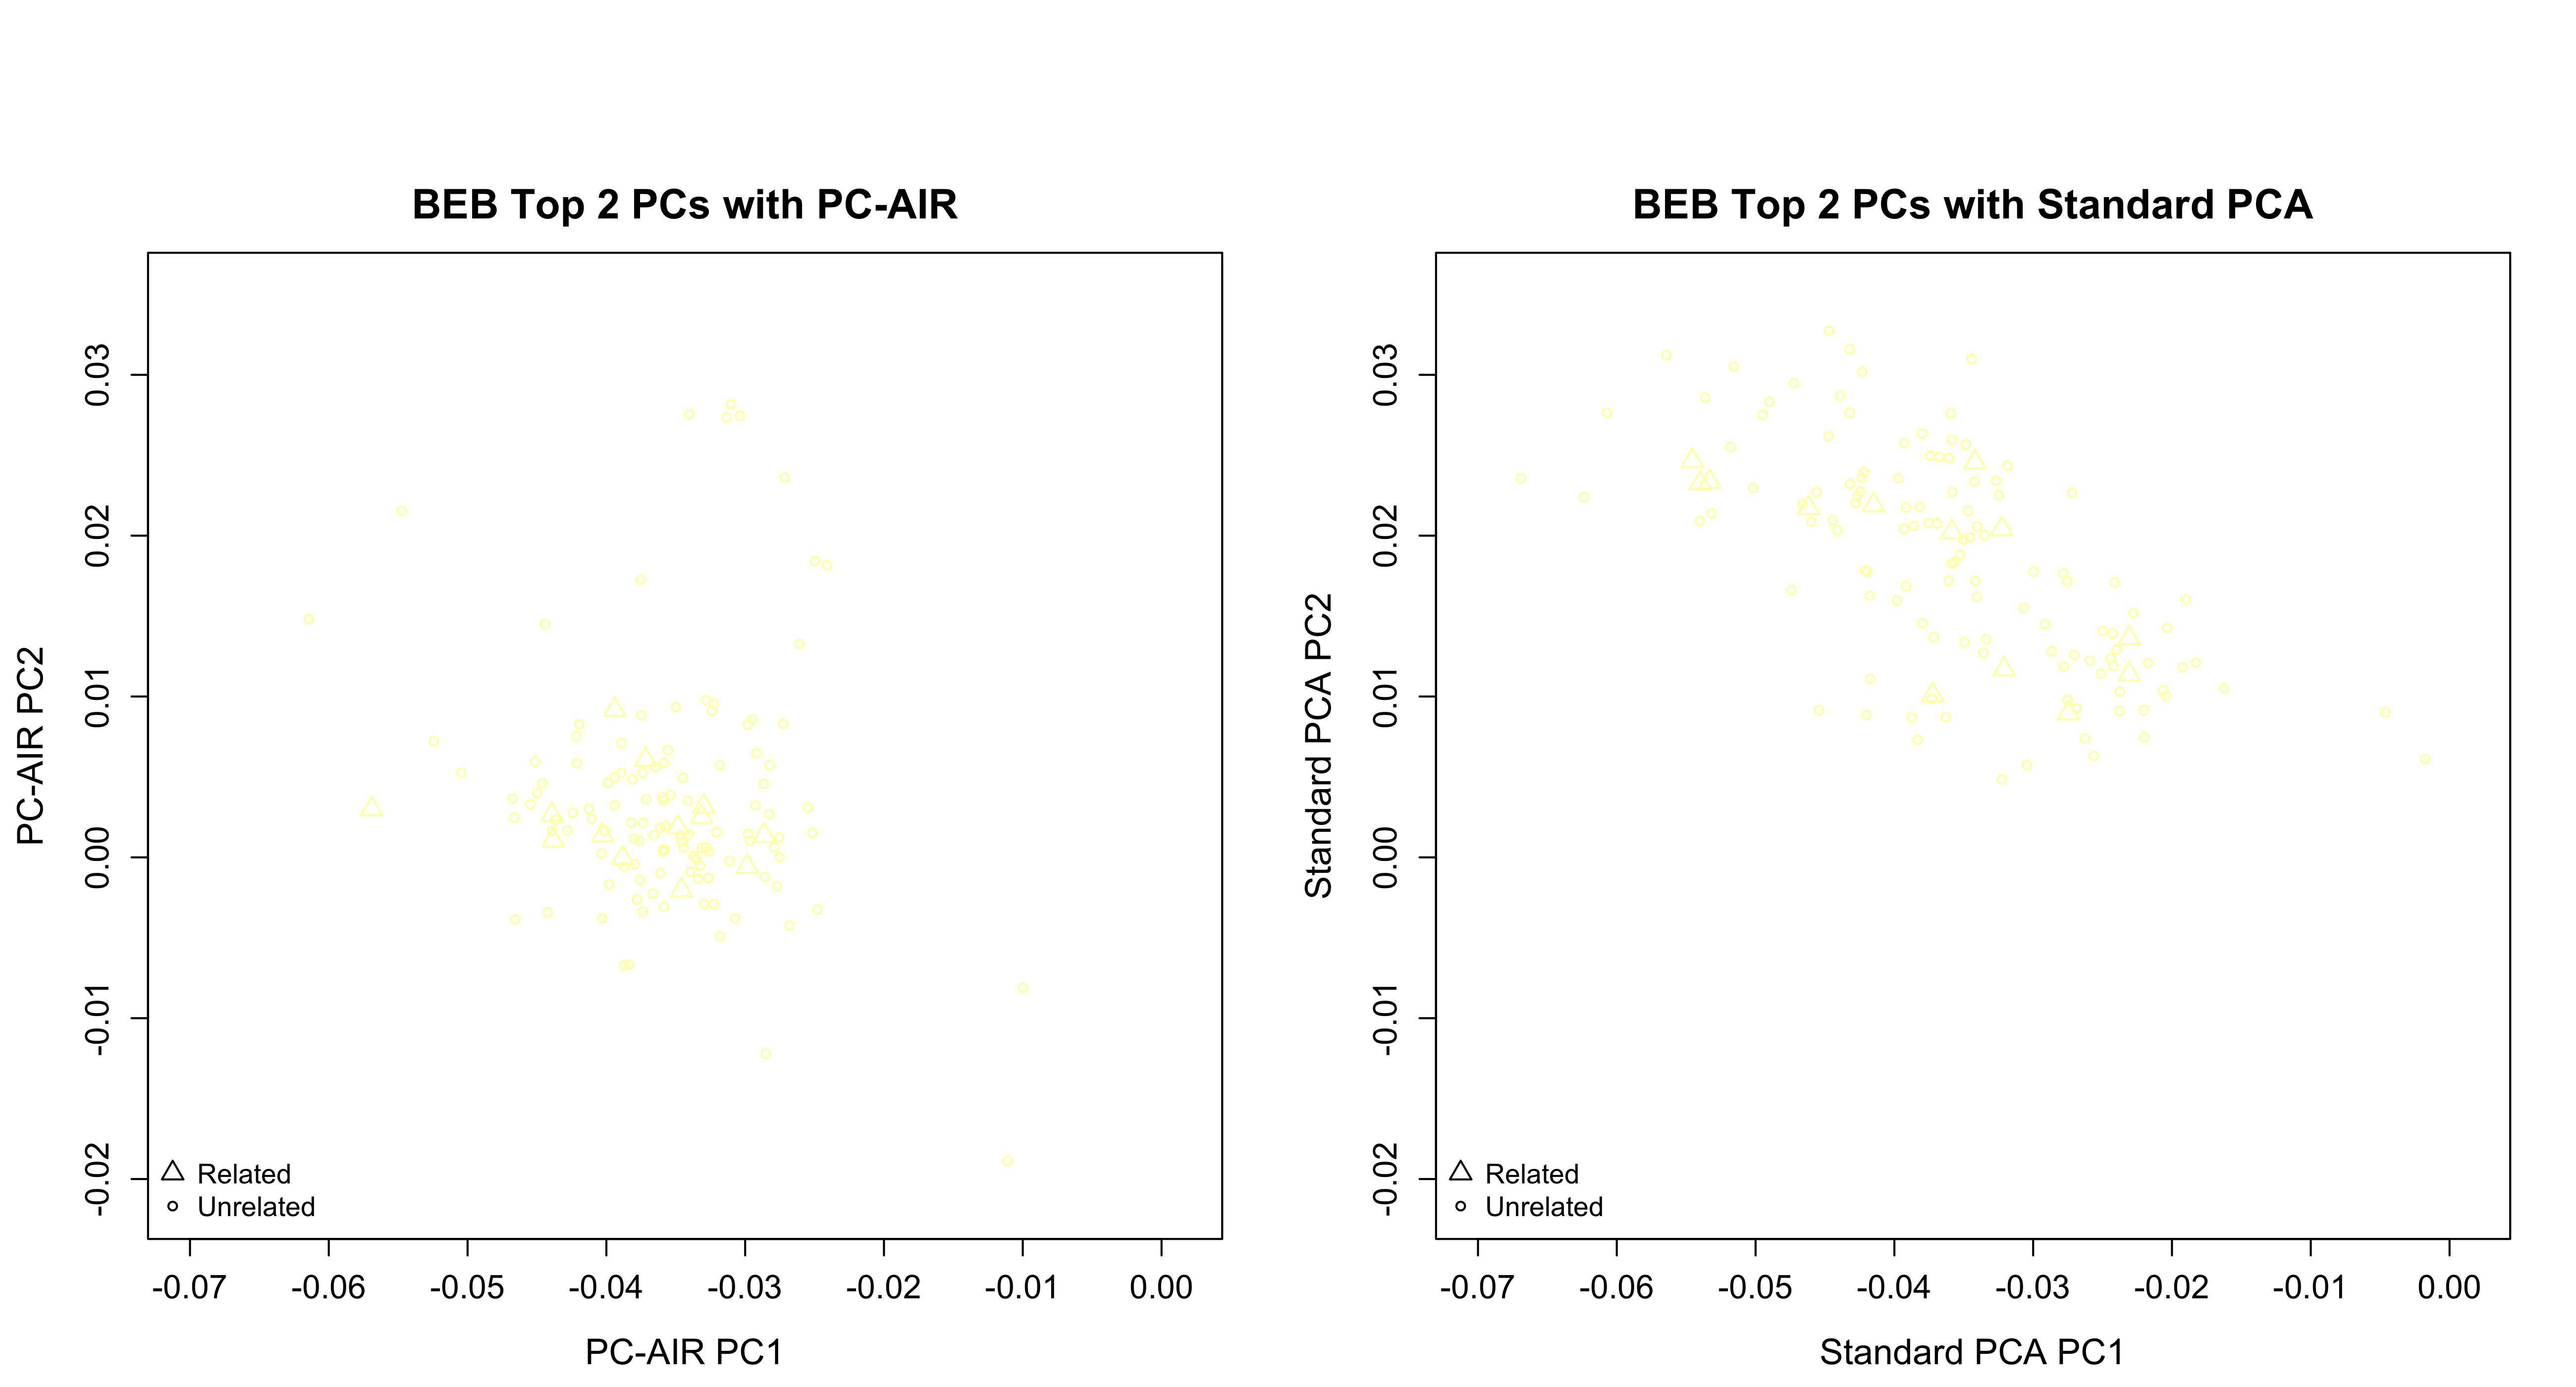 BEB Top 2 PCs with PC-AIR
PC-AIR PC2
0.03
0.02
0.01
0.00
-0.01
-0.02
Related
Unrelated
-0.07 -0.06 -0.05 -0.04 -0.03 -0.02 -0.01 0.00
PC-AIR PC1
BEB Top 2 PCs with Standard PCA
Standard PCA PC2
0.03
0.02
0.01
0.00
-0.01
-0.02
Related
Unrelated
-0.07 -0.06 -0.05 -0.04 -0.03 -0.02 -0.01 0.00
Standard PCA PC1